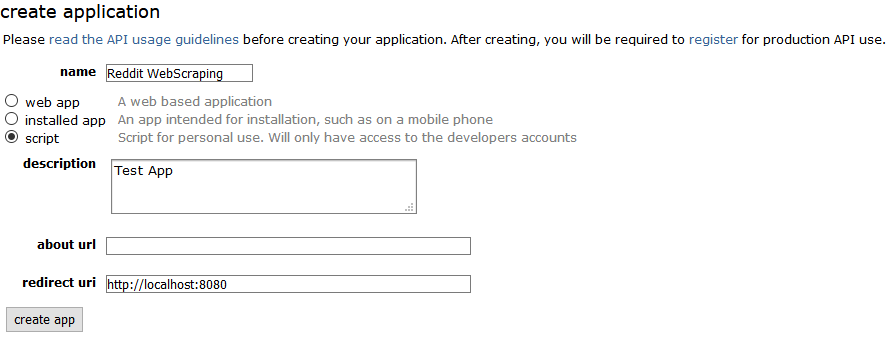 create application
Please read the API usage guidelines before creating your application. After creating, you will be required to register for production API use.
name Reddit WebScraping
web app A web based application
installed app An app intended for installation, such as on a mobile phone
script Script for personal use. Will only have access to the developers accounts
description Test App
about url
redirect uri http://localhost:8080
create app